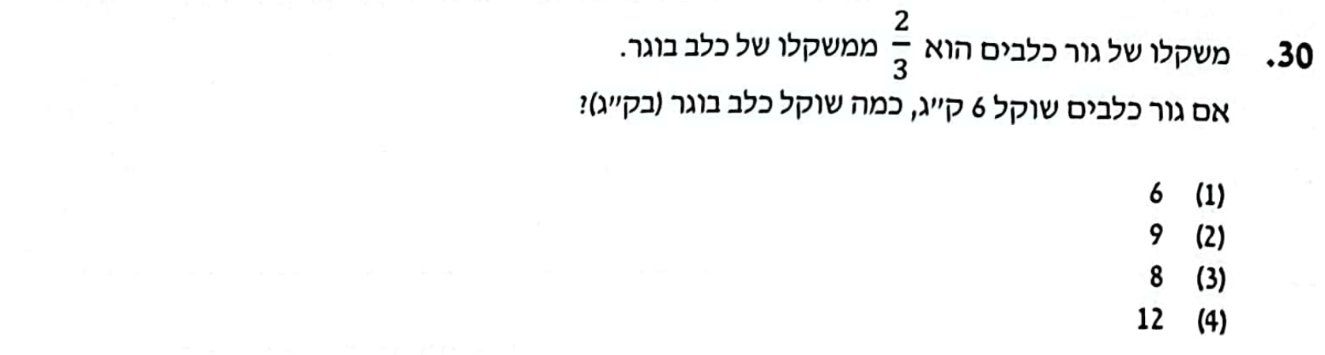 30. משקלו של גור כלבים הוא 2/3 ממשקלו של כלב בוגר.
אם גור כלבים שוקל 6 ק״ג, כמה שוקל כלב בוגר (בק״ג)?
(1) 6
(2) 9
(3) 8
(4) 12